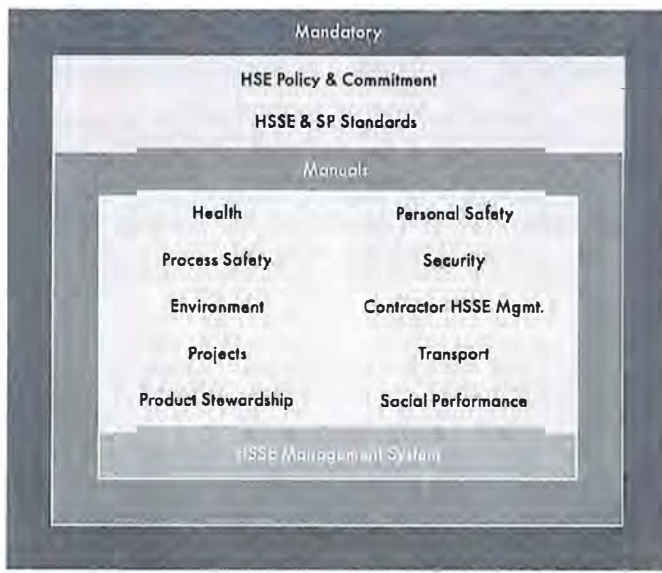 Mandatory
HSE Policy & Commitment
HSSE & SP Standards
Manuals
Health Personal Safety
Process Safety Security
Environment Contractor HSSE Mgmt.
Projects Transport
Product Stewardship Social Performance
HSSE Management System